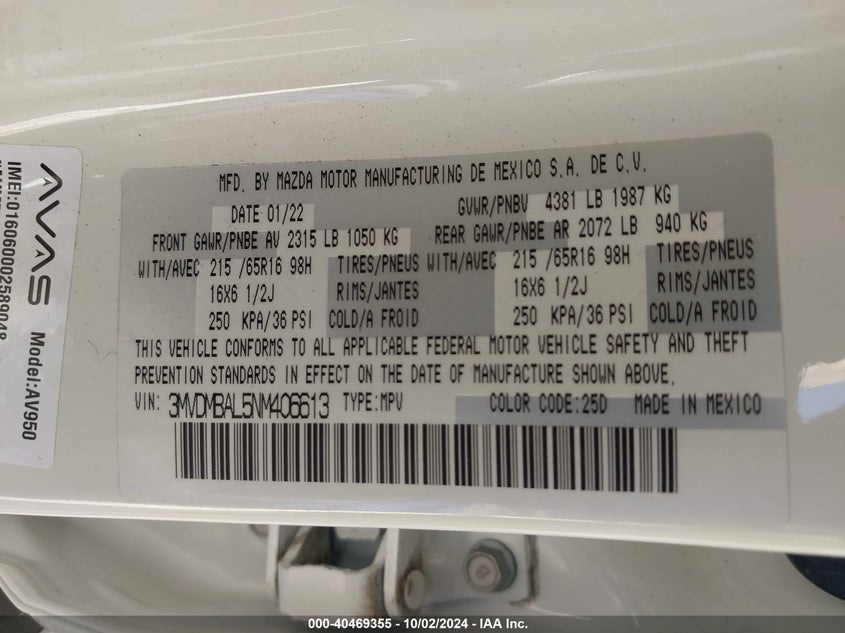 AVAS
Model:AV950
IMEI:016060002589048
MFD. BY MAZDA MOTOR MANUFACTURING DE MEXICO S.A. DE C.V.
DATE 01/22 GVWR/PNBV 4381 LB 1987 KG
FRONT GAWR/PNBE AV 2315 LB 1050 KG REAR GAWR/PNBE AR 2072 LB 940 KG
WITH/AVEC 215 /65R16 98H TIRES/PNEUS WITH/AVEC 215 /65R16 98H TIRES/PNEUS
16X6 1/2J RIMS/JANTES 16X6 1/2J RIMS/JANTES
250 KPA/36 PSI COLD/A FROID 250 KPA/36 PSI COLD/A FROID
THIS VEHICLE CONFORMS TO ALL APPLICABLE FEDERAL MOTOR VEHICLE SAFETY AND THEFT
PREVENTION STANDARDS IN EFFECT ON THE DATE OF MANUFACTURE SHOWN ABOVE.
VIN: 3MVDMBAL5NM406613 TYPE:MPV COLOR CODE:25D MADE IN MEXICO
000-40469355 - 10/02/2024 - IAA Inc.